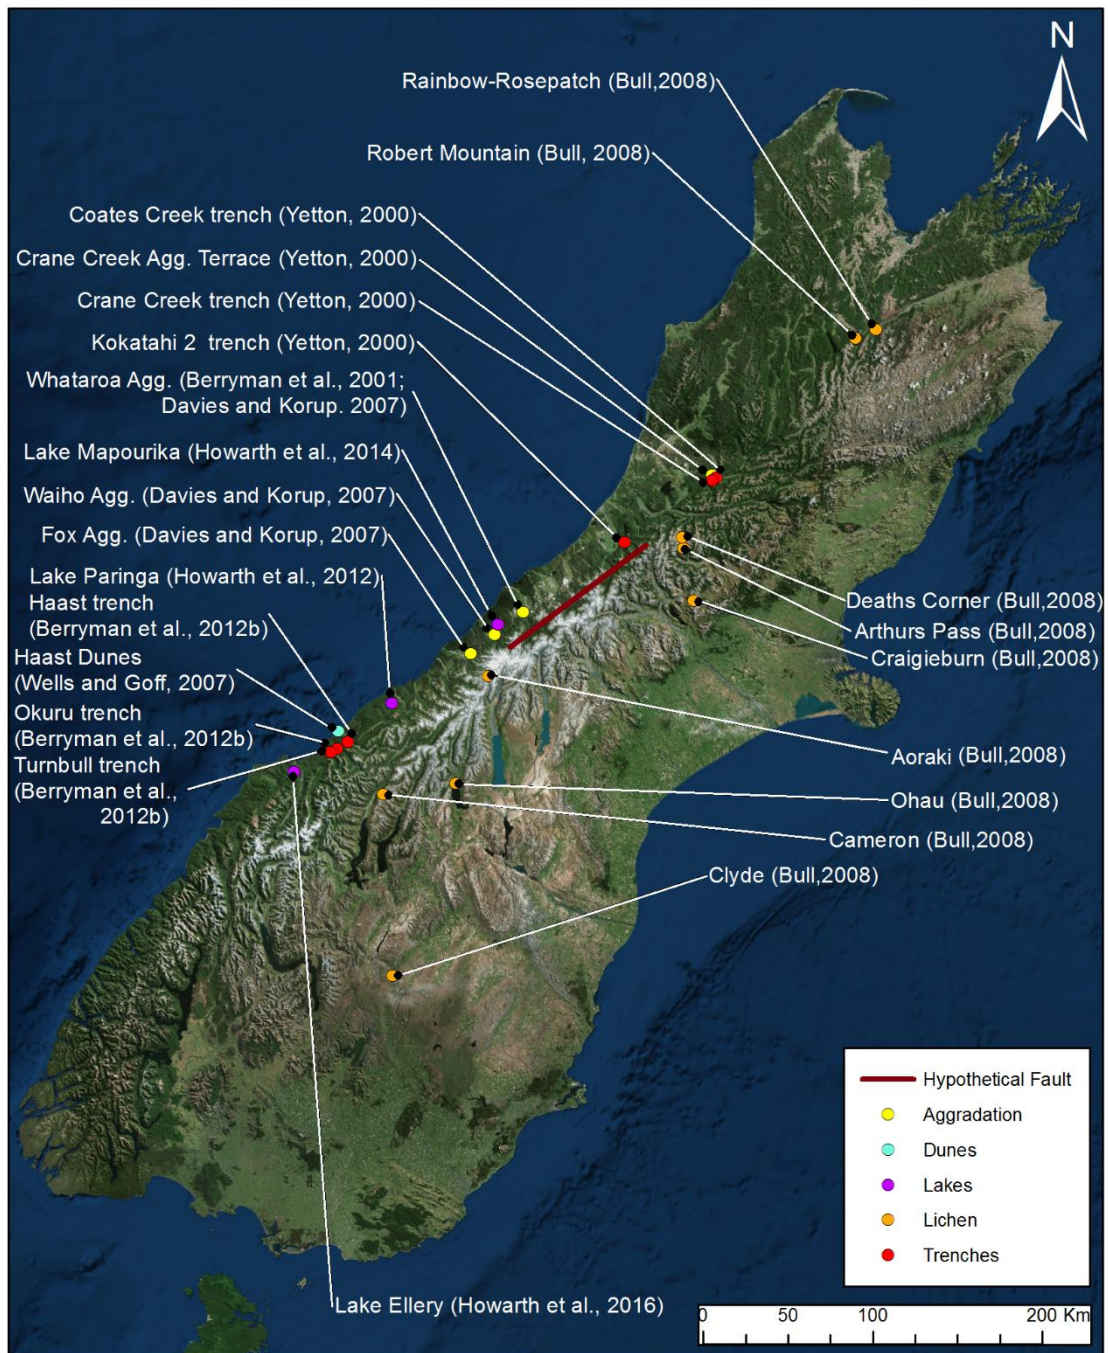 N
Rainbow-Rosepatch (Bull,2008)
Robert Mountain (Bull, 2008)
Coates Creek trench (Yetton, 2000)
Crane Creek Agg. Terrace (Yetton, 2000)
Crane Creek trench (Yetton, 2000)
Kokatahi 2 trench (Yetton, 2000)
Whataroa Agg. (Berryman et al., 2001;
Davies and Korup. 2007)
Lake Mapourika (Howarth et al., 2014)
Waiho Agg. (Davies and Korup, 2007)
Fox Agg. (Davies and Korup, 2007)
Lake Paringa (Howarth et al., 2012)
Haast trench
(Berryman et al., 2012b)
Haast Dunes
(Wells and Goff, 2007)
Okuru trench
(Berryman et al., 2012b)
Turnbull trench
(Berryman et al.,
2012b)
Deaths Corner (Bull,2008)
Arthurs Pass (Bull,2008)
Craigieburn (Bull,2008)
Aoraki (Bull,2008)
Ohau (Bull,2008)
Cameron (Bull,2008)
Clyde (Bull,2008)
Lake Ellery (Howarth et al., 2016)
Hypothetical Fault
Aggradation
Dunes
Lakes
Lichen
Trenches
0 50 100 200 Km